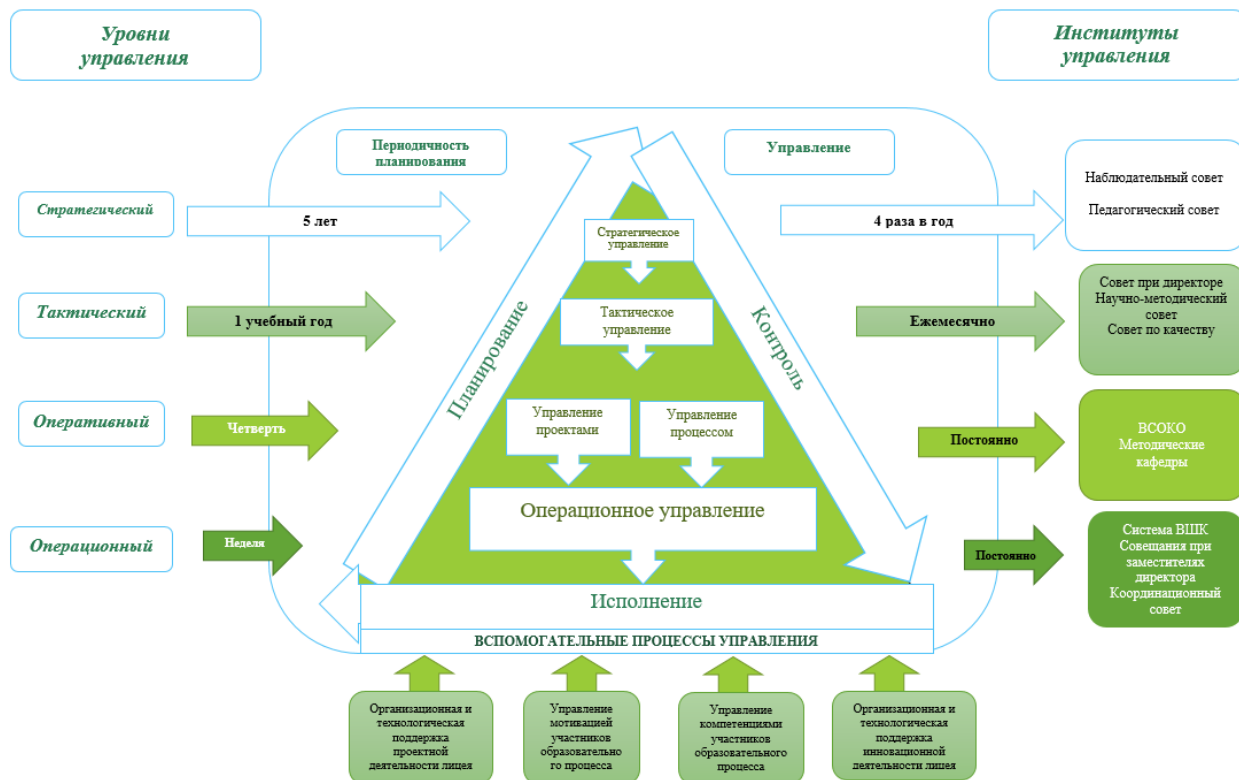 Уровни
управления
Институты
управления
Периодичность
планирования
Управление
Стратегический
5 лет
Стратегическое
управление
4 раза в год
Наблюдательный совет
Педагогический совет
Тактический
1 учебный год
Планирование
Тактическое
управление
Контроль
Ежемесячно
Совет при директоре
Научно-методический
совет
Совет по качеству
Оперативный
Четверть
Управление
проектами
Управление
процессом
Постоянно
ВСОКО
Методические
кафедры
Операционный
Неделя
Операционное управление
Постоянно
Система ВШК
Совещания при
заместителях
директора
Координационный
совет
Исполнение
ВСПОМОГАТЕЛЬНЫЕ ПРОЦЕССЫ УПРАВЛЕНИЯ
Организационная и
технологическая
поддержка
проектной
деятельности лицея
Управление
мотивацией
участников
образовательно
го процесса
Управление
компетенциями
участников
образовательного
процесса
Организационная и
технологическая
поддержка
инновационной
деятельности лицея